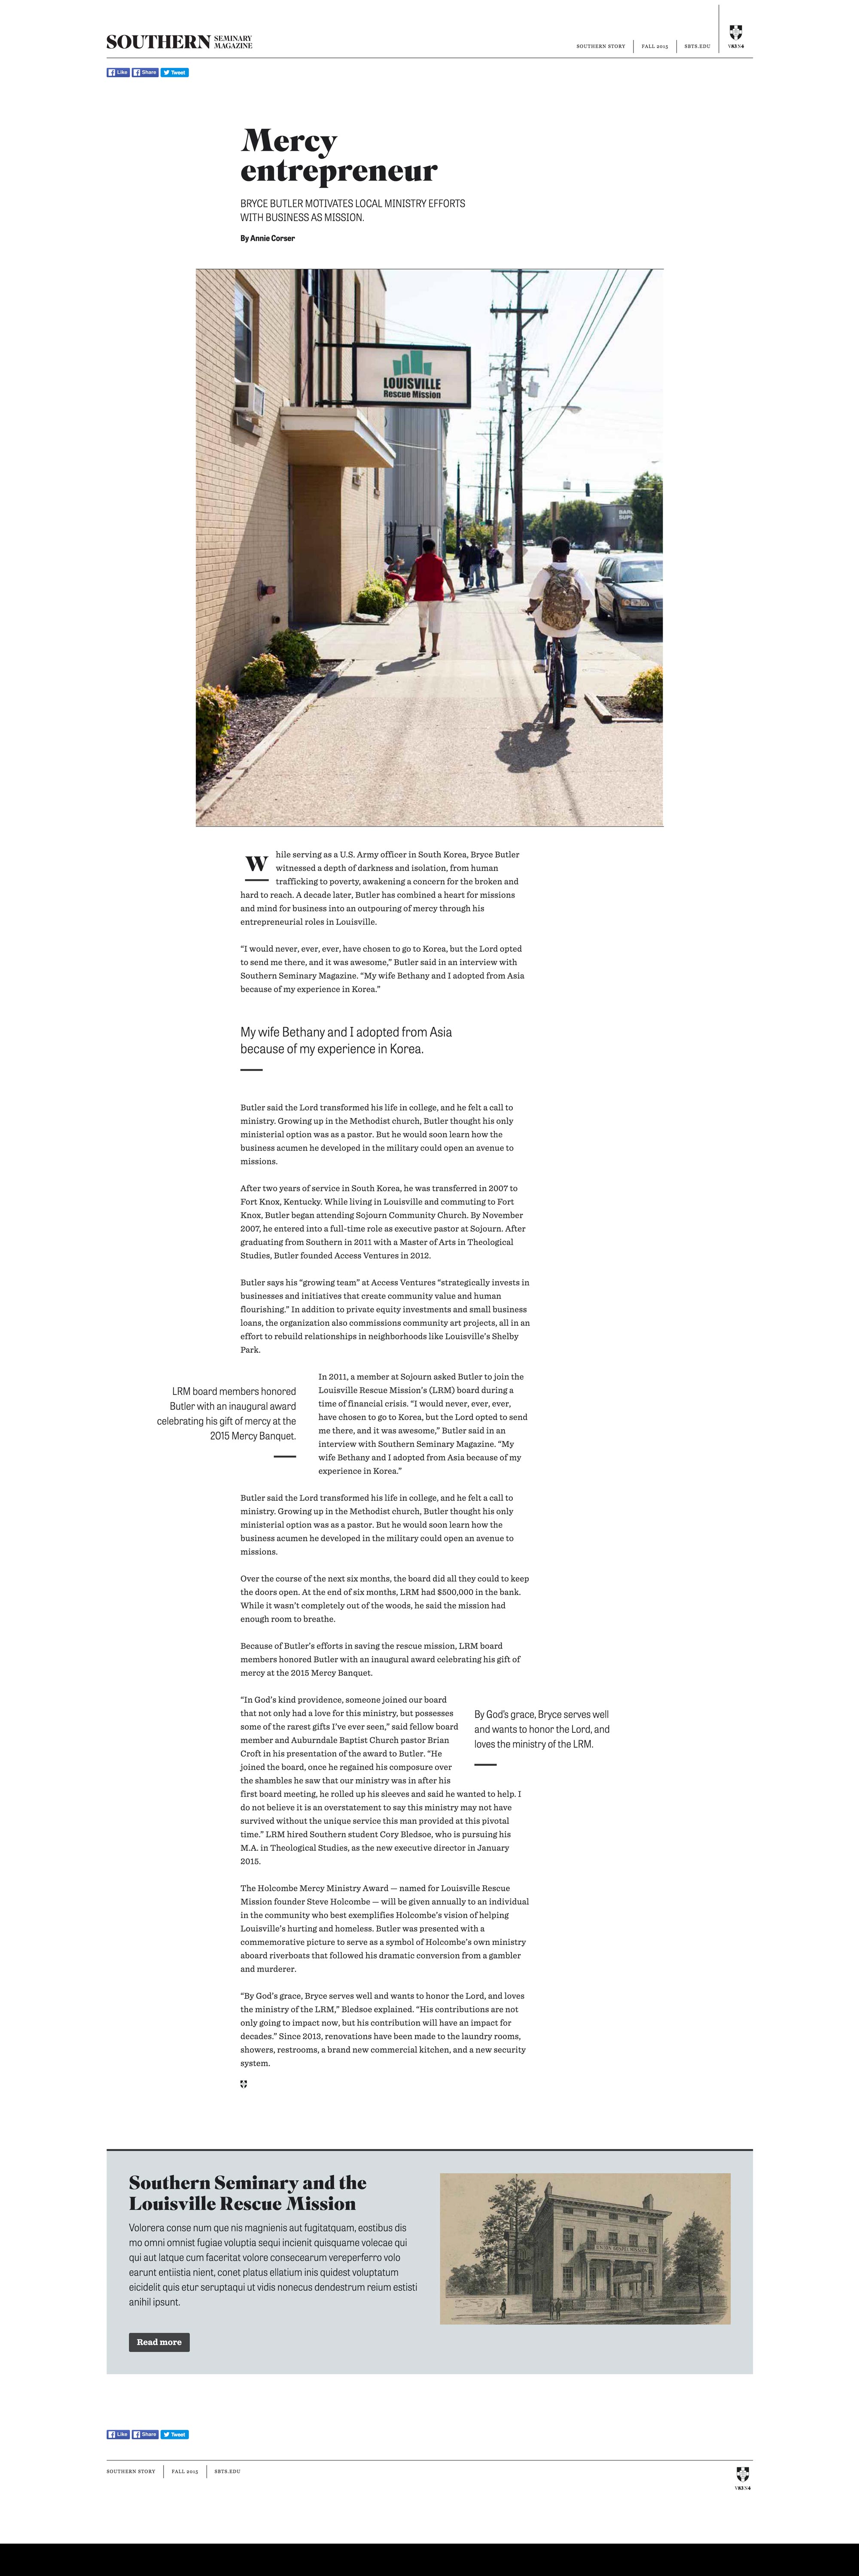 SOUTHERN SEMINARY MAGAZINE
SOUTHERN STORY FALL 2015 SBTS.EDU
Like Share Tweet
Mercy
entrepreneur
BRYCE BUTLER MOTIVATES LOCAL MINISTRY EFFORTS
WITH BUSINESS AS MISSION.
By Annie Corser
LOUISVILLE
Rescue Mission
While serving as a U.S. Army officer in South Korea, Bryce Butler
witnessed a depth of darkness and isolation, from human
trafficking to poverty, awakening a concern for the broken and
hard to reach. A decade later, Butler has combined a heart for missions
and mind for business into an outpouring of mercy through his
entrepreneurial roles in Louisville.
“I would never, ever, ever, have chosen to go to Korea, but the Lord opted
to send me there, and it was awesome,” Butler said in an interview with
Southern Seminary Magazine. “My wife Bethany and I adopted from Asia
because of my experience in Korea.”
My wife Bethany and I adopted from Asia
because of my experience in Korea.
Butler said the Lord transformed his life in college, and he felt a call to
ministry. Growing up in the Methodist church, Butler thought his only
ministerial option was as a pastor. But he would soon learn how the
business acumen he developed in the military could open an avenue to
missions.
After two years of service in South Korea, he was transferred in 2007 to
Fort Knox, Kentucky. While living in Louisville and commuting to Fort
Knox, Butler began attending Sojourn Community Church. By November
2007, he entered into a full-time role as executive pastor at Sojourn. After
graduating from Southern in 2011 with a Master of Arts in Theological
Studies, Butler founded Access Ventures in 2012.
Butler says his “growing team” at Access Ventures “strategically invests in
businesses and initiatives that create community value and human
flourishing.” In addition to private equity investments and small business
loans, the organization also commissions community art projects, all in an
effort to rebuild relationships in neighborhoods like Louisville’s Shelby
Park.
LRM board members honored
Butler with an inaugural award
celebrating his gift of mercy at the
2015 Mercy Banquet.
In 2011, a member at Sojourn asked Butler to join the
Louisville Rescue Mission’s (LRM) board during a
time of financial crisis. “I would never, ever, ever,
have chosen to go to Korea, but the Lord opted to send
me there, and it was awesome,” Butler said in an
interview with Southern Seminary Magazine. “My
wife Bethany and I adopted from Asia because of my
experience in Korea.”
Butler said the Lord transformed his life in college, and he felt a call to
ministry. Growing up in the Methodist church, Butler thought his only
ministerial option was as a pastor. But he would soon learn how the
business acumen he developed in the military could open an avenue to
missions.
Over the course of the next six months, the board did all they could to keep
the doors open. At the end of six months, LRM had $500,000 in the bank.
While it wasn’t completely out of the woods, he said the mission had
enough room to breathe.
Because of Butler’s efforts in saving the rescue mission, LRM board
members honored Butler with an inaugural award celebrating his gift of
mercy at the 2015 Mercy Banquet.
“In God’s kind providence, someone joined our board
that not only had a love for this ministry, but possesses
some of the rarest gifts I’ve ever seen,” said fellow board
member and Auburndale Baptist Church pastor Brian
Croft in his presentation of the award to Butler. “He
joined the board, once he regained his composure over
the shambles he saw that our ministry was in after his
first board meeting, he rolled up his sleeves and said he wanted to help. I
do not believe it is an overstatement to say this ministry may not have
survived without the unique service this man provided at this pivotal
time.” LRM hired Southern student Cory Bledsoe, who is pursuing his
M.A. in Theological Studies, as the new executive director in January
2015.
By God’s grace, Bryce serves well
and wants to honor the Lord, and
loves the ministry of the LRM.
The Holcombe Mercy Ministry Award — named for Louisville Rescue
Mission founder Steve Holcombe — will be given annually to an individual
in the community who best exemplifies Holcombe’s vision of helping
Louisville’s hurting and homeless. Butler was presented with a
commemorative picture to serve as a symbol of Holcombe’s own ministry
aboard riverboats that followed his dramatic conversion from a gambler
and murderer.
“By God’s grace, Bryce serves well and wants to honor the Lord, and loves
the ministry of the LRM,” Bledsoe explained. “His contributions are not
only going to impact now, but his contribution will have an impact for
decades.” Since 2013, renovations have been made to the laundry rooms,
showers, restrooms, a brand new commercial kitchen, and a new security
system.
Southern Seminary and the
Louisville Rescue Mission
Volorera conse num que nis magnienis aut fugitatquam, eostibus dis
mo omni omnist fugiae voluptia sequi incienit quisquame volecae qui
qui aut latque cum faceritat volore consecearum vereperferro volo
earunt entiistia nient, conet platus ellatium inis quidest voluptatum
eicidelit quis etur seruptaqui ut vidis nonecus dendestrum reium estisti
anihil ipsunt.
Read more
Like Share Tweet
SOUTHERN STORY FALL 2015 SBTS.EDU